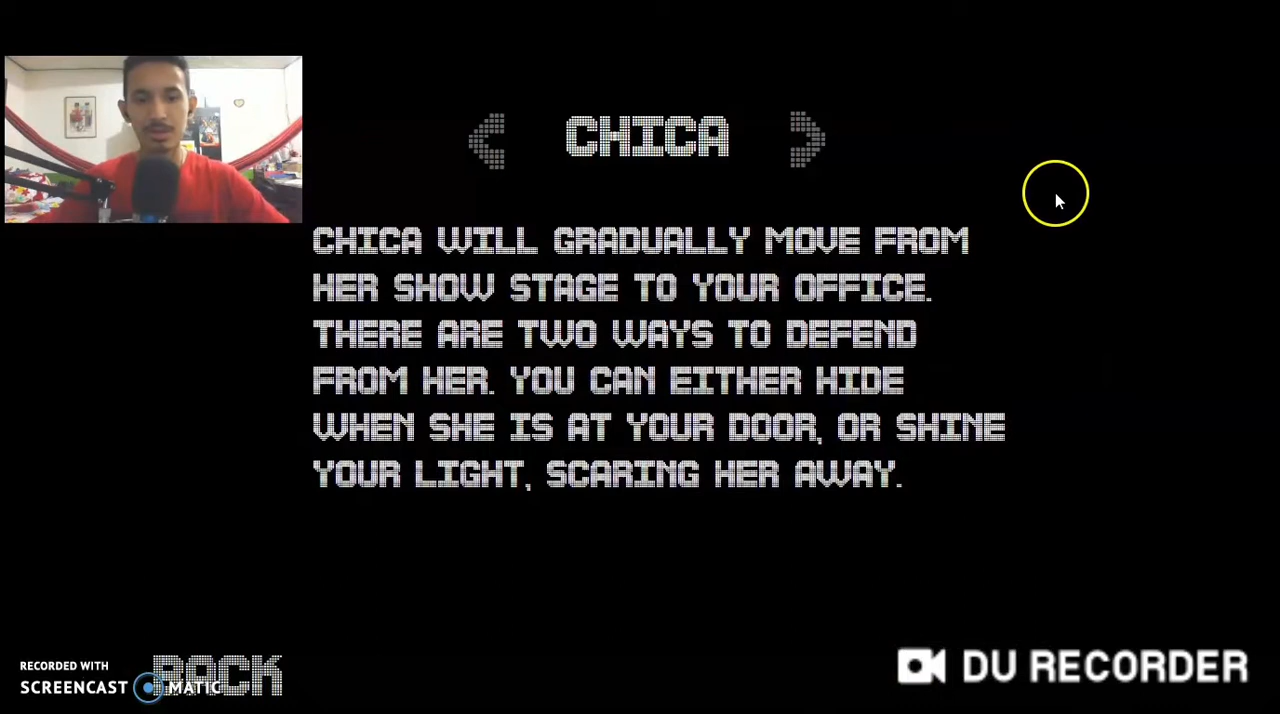 CHICA
CHICA WILL GRADUALLY MOVE FROM
HER SHOW STAGE TO YOUR OFFICE.
THERE ARE TWO WAYS TO DEFEND
FROM HER. YOU CAN EITHER HIDE
WHEN SHE IS AT YOUR DOOR, OR SHINE
YOUR LIGHT, SCARING HER AWAY.
BACK
RECORDED WITH
SCREENCAST MATIC
DU RECORDER